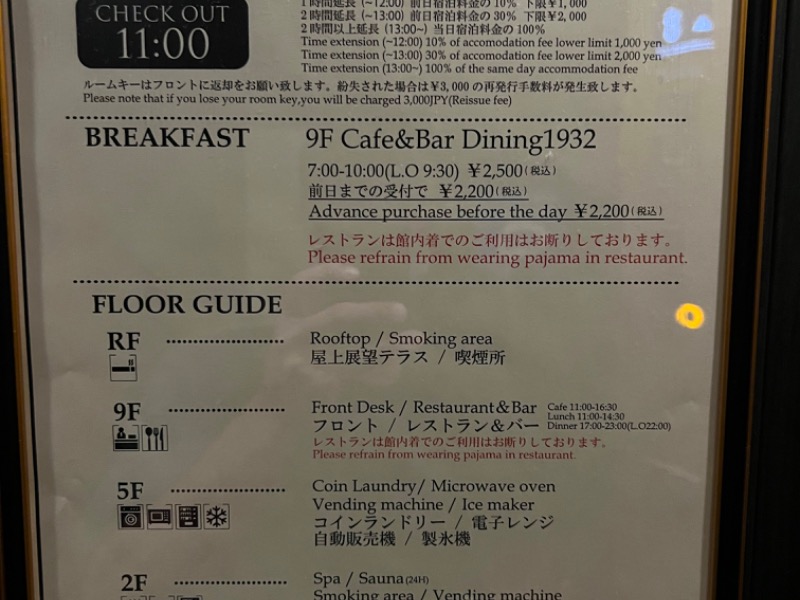 CHECK OUT
11:00
1時間延長 (~12:00) 前日宿泊料金の10% 下限¥1,000
2時間延長 (~13:00) 前日宿泊料金の30% 下限¥2,000
2時間以上延長 (13:00~) 当日宿泊料金の100%
Time extension (~12:00) 10% of accomodation fee lower limit 1,000 yen
Time extension (~13:00) 30% of accomodation fee lower limit 2,000 yen
Time extension (13:00~) 100% of the same day accommodation fee
ルームキーはフロントに返却をお願い致します。紛失された場合は¥3,000の再発行手数料が発生致します。
Please note that if you lose your room key,you will be charged 3,000JPY(Reissue fee)
BREAKFAST
9F Cafe&Bar Dining1932
7:00-10:00(L.O 9:30) ¥2,500(税込)
前日までの受付で ¥2,200(税込)
Advance purchase before the day ¥2,200(税込)
レストランは館内着でのご利用はお断りしております。
Please refrain from wearing pajama in restaurant.
FLOOR GUIDE
RF
Rooftop / Smoking area
屋上展望テラス / 喫煙所
9F
Front Desk / Restaurant&Bar
Cafe 11:00-16:30
Lunch 11:00-14:30
フロント / レストラン&バー
Dinner 17:00-23:00(L.O22:00)
レストランは館内着でのご利用はお断りしております。
Please refrain from wearing pajama in restaurant.
5F
Coin Laundry/ Microwave oven
Vending machine / Ice maker
コインランドリー / 電子レンジ
自動販売機 / 製氷機
2F
Spa / Sauna(24H)
Smoking area / Vending machine